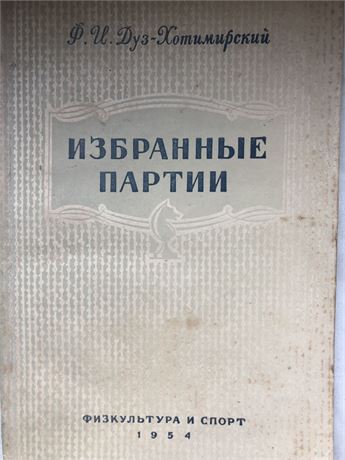 Ф. И. Дуз-Хотимирский
ИЗБРАННЫЕ
ПАРТИИ
ФИЗКУЛЬТУРА И СПОРТ
1954